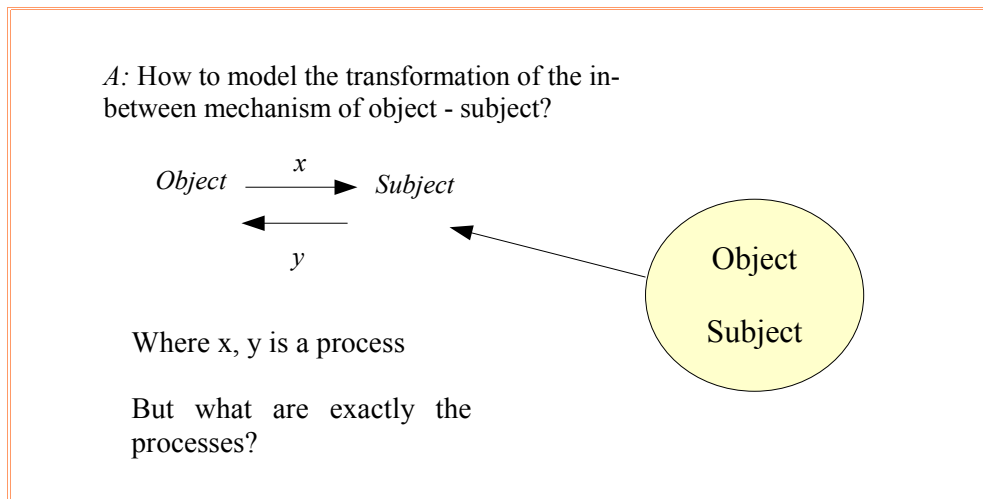 A: How to model the transformation of the in-
between mechanism of object - subject?
x
Object
Subject
y
Object
Subject
Where x, y is a process
But what are exactly the
processes?